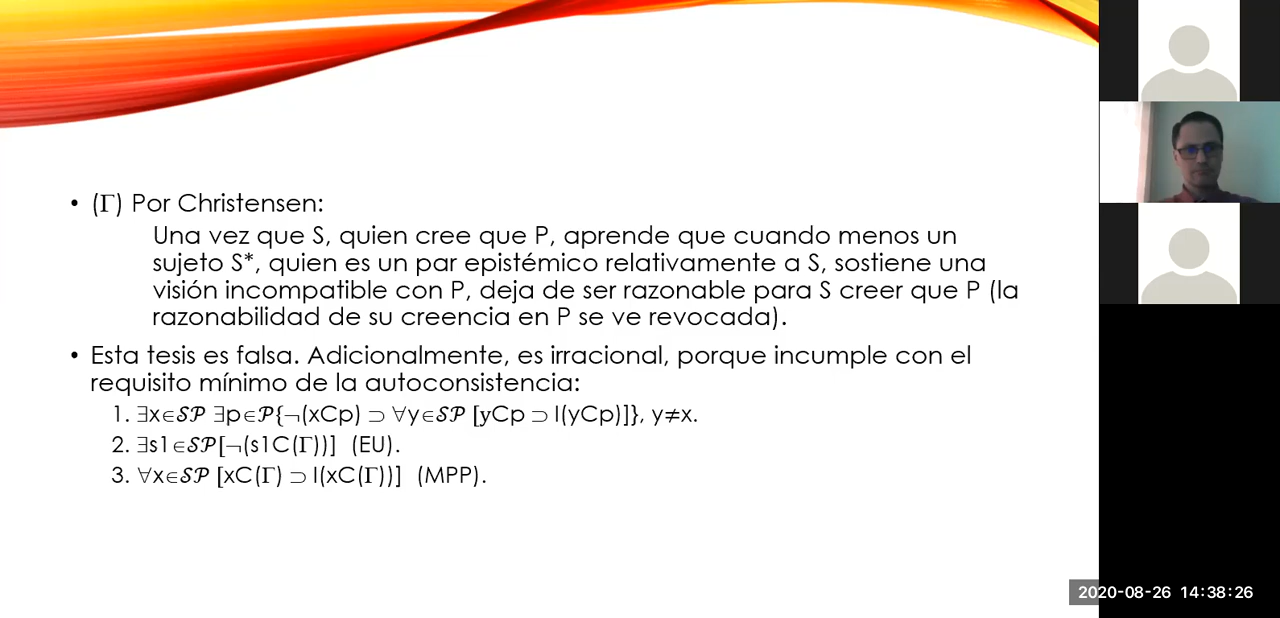 • (Γ) Por Christensen:
Una vez que S, quien cree que P, aprende que cuando menos un
sujeto S*, quien es un par epistémico relativamente a S, sostiene una
visión incompatible con P, deja de ser razonable para S creer que P (la
razonabilidad de su creencia en P se ve revocada).
• Esta tesis es falsa. Adicionalmente, es irracional, porque incumple con el
requisito mínimo de la autoconsistencia:
1. ∃x∈𝓢𝓟 ∃p∈𝓟{¬(xCp) ⊃ ∀y∈𝓢𝓟 [yCp ⊃ I(yCp)]}, y≠x.
2. ∃s1∈𝓢𝓟[¬(s1C(Γ))] (EU).
3. ∀x∈𝓢𝓟 [xC(Γ) ⊃ I(xC(Γ))] (MPP).
2020-08-26 14:38:26